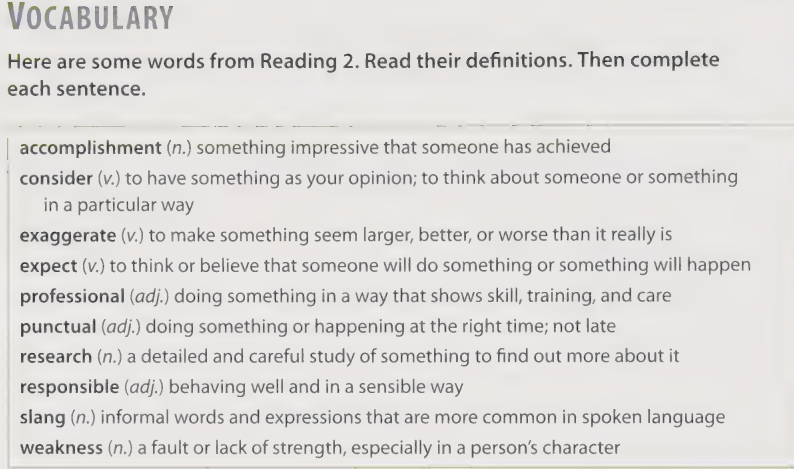 VOCABULARY
Here are some words from Reading 2. Read their definitions. Then complete
each sentence.
accomplishment (n.) something impressive that someone has achieved
consider (v.) to have something as your opinion; to think about someone or something
in a particular way
exaggerate (v.) to make something seem larger, better, or worse than it really is
expect (v.) to think or believe that someone will do something or something will happen
professional (adj.) doing something in a way that shows skill, training, and care
punctual (adj.) doing something or happening at the right time; not late
research (n.) a detailed and careful study of something to find out more about it
responsible (adj.) behaving well and in a sensible way
slang (n.) informal words and expressions that are more common in spoken language
weakness (n.) a fault or lack of strength, especially in a person's character